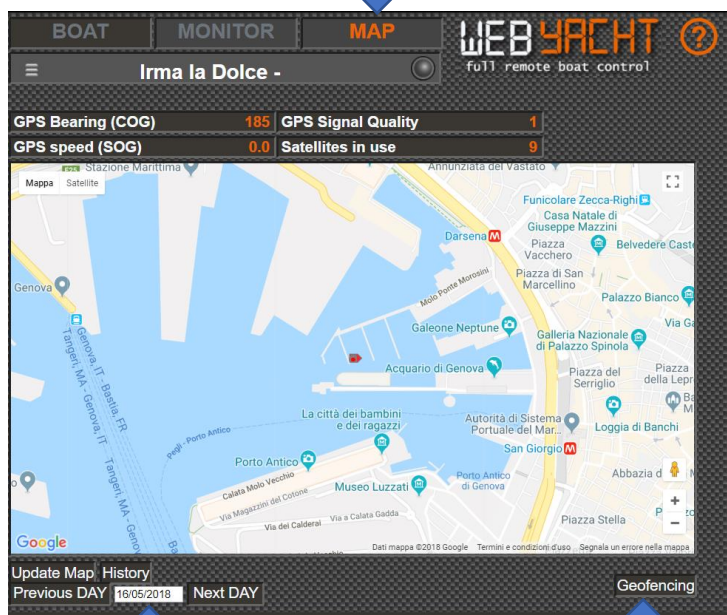 BOAT MONITOR MAP
WEBYACHT ?
full remote boat control
Irma la Dolce -
GPS Bearing (COG) 185 GPS Signal Quality 1
GPS speed (SOG) 0.0 Satellites in use 9
Stazione Marittima
Annunziata del Vastato
Mappa Satellite
Funicolare Zecca-Righi
Casa Natale di
Giuseppe Mazzini
Darsena M
Piazza
Vacchero
Belvedere Caste
Molo Ponte Morosini
Piazza di San
Marcellino
Genova
Palazzo Bianco
Galeone Neptune
Via Ga
Galleria Nazionale
di Palazzo Spinola
Genova, IT - Bastia, FR
Tangeri, MA - Genova, IT
Acquario di Genova
Piazza del
Serriglio
Piazza
della Lepr
La città dei bambini
e dei ragazzi
Autorità di Sistema
Portuale del Mar...
Loggia di Banchi
Pegli - Porto Antico
San Giorgio M
Porto Antico
Calata Molo Vecchio
Porto Antico
di Genova
Abbazia d
Museo Luzzati
Via Magazzini del Cotone
Tangeri, MA - Gen
Via dei Calderai
Via a Calata Gadda
Piazza Stella
+
-
Google
Dati mappa ©2018 Google Termini e condizioni d'uso Segnala un errore nella mappa
Update Map History
Previous DAY 16/05/2018 Next DAY
Geofencing